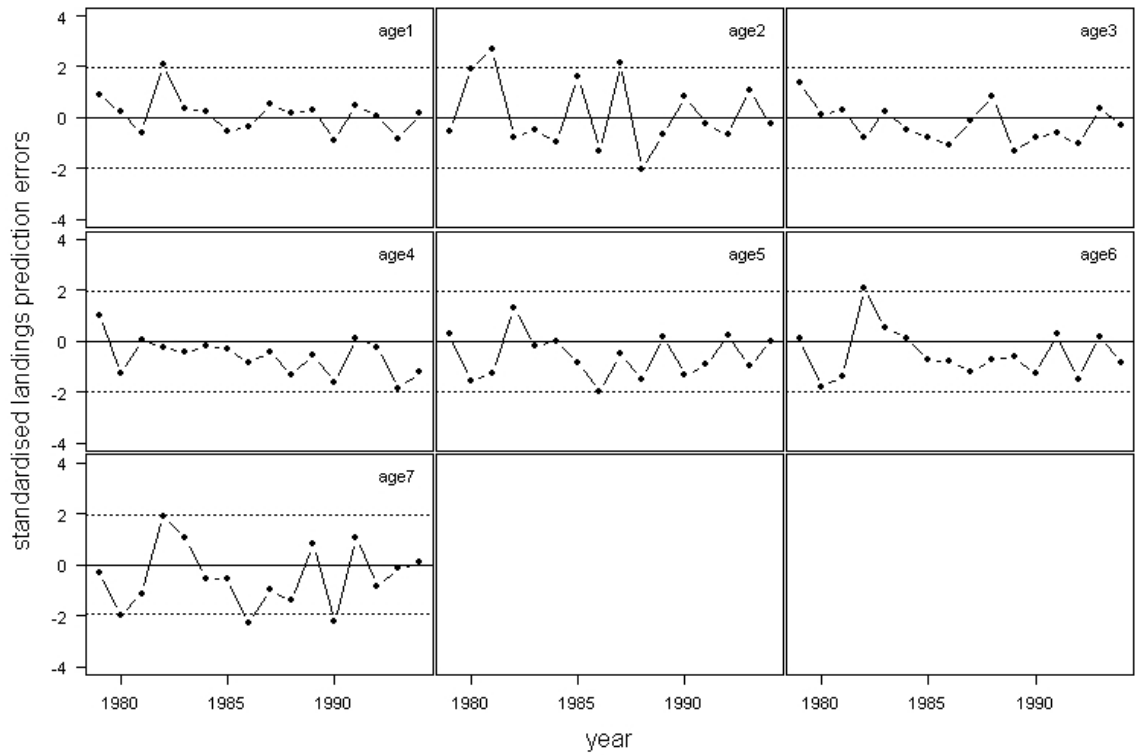 standardised landings prediction errors
4
2
0
-2
-4
age1
age2
age3
4
2
0
-2
-4
age4
age5
age6
4
2
0
-2
-4
age7
1980 1985 1990 1980 1985 1990 1980 1985 1990
year